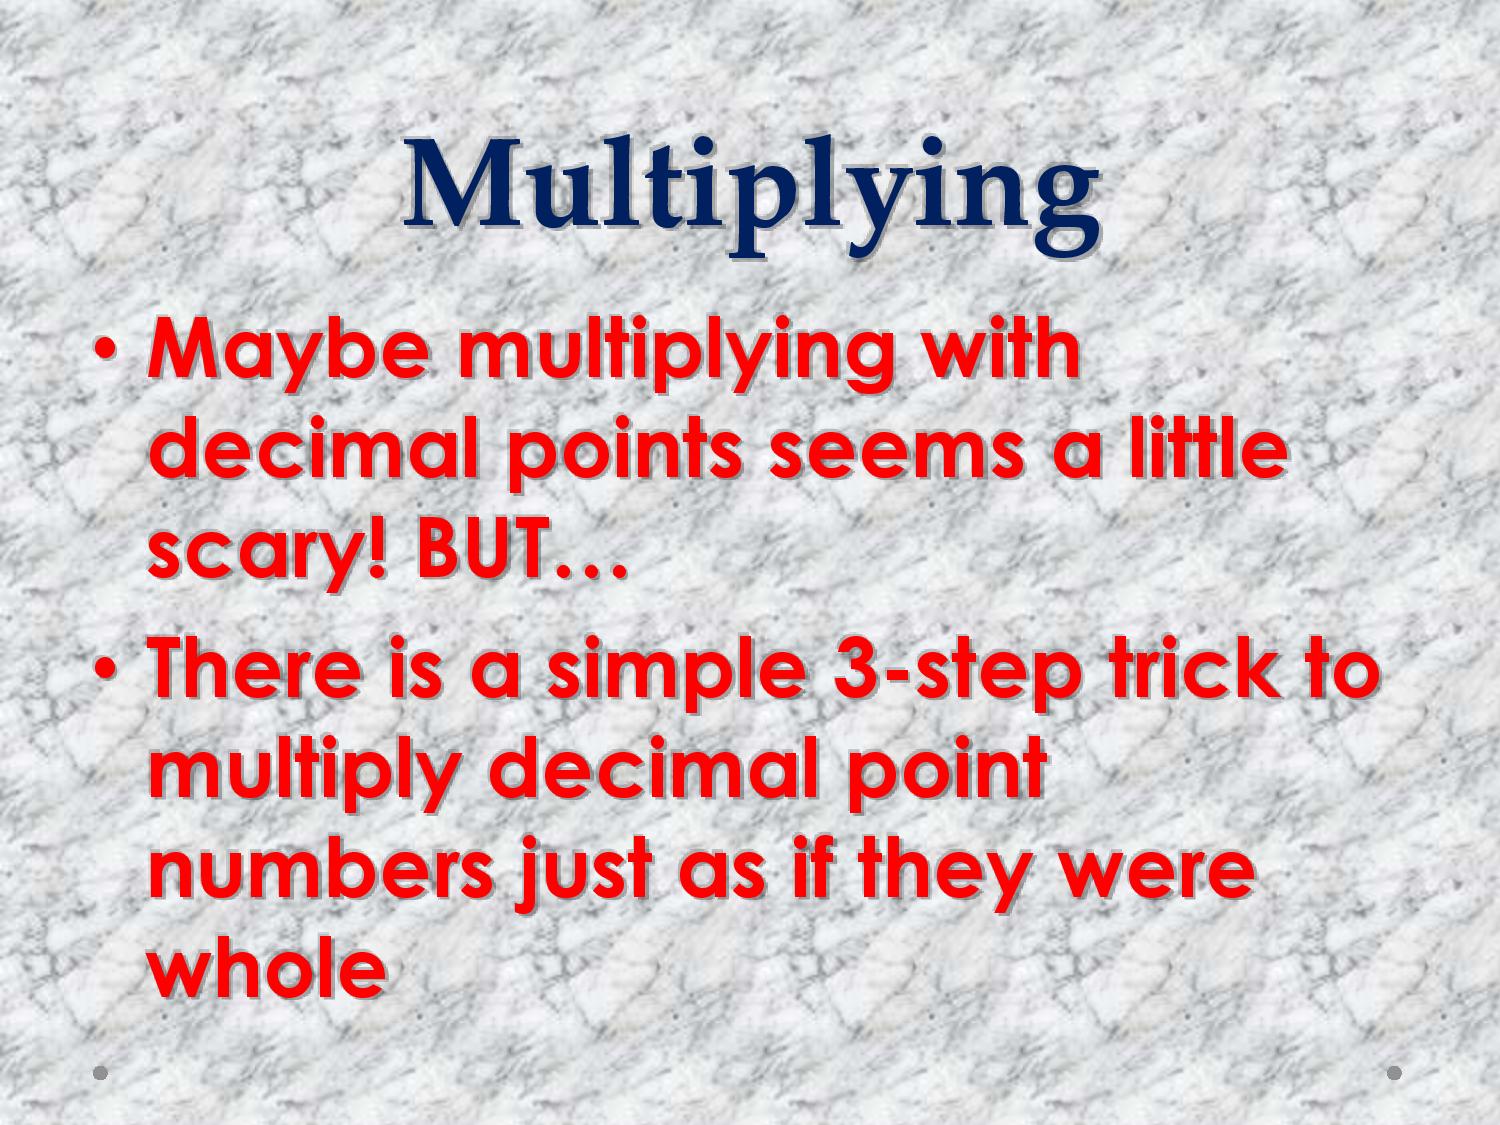 Multiplying
• Maybe multiplying with
decimal points seems a little
scary! BUT…
• There is a simple 3-step trick to
multiply decimal point
numbers just as if they were
whole